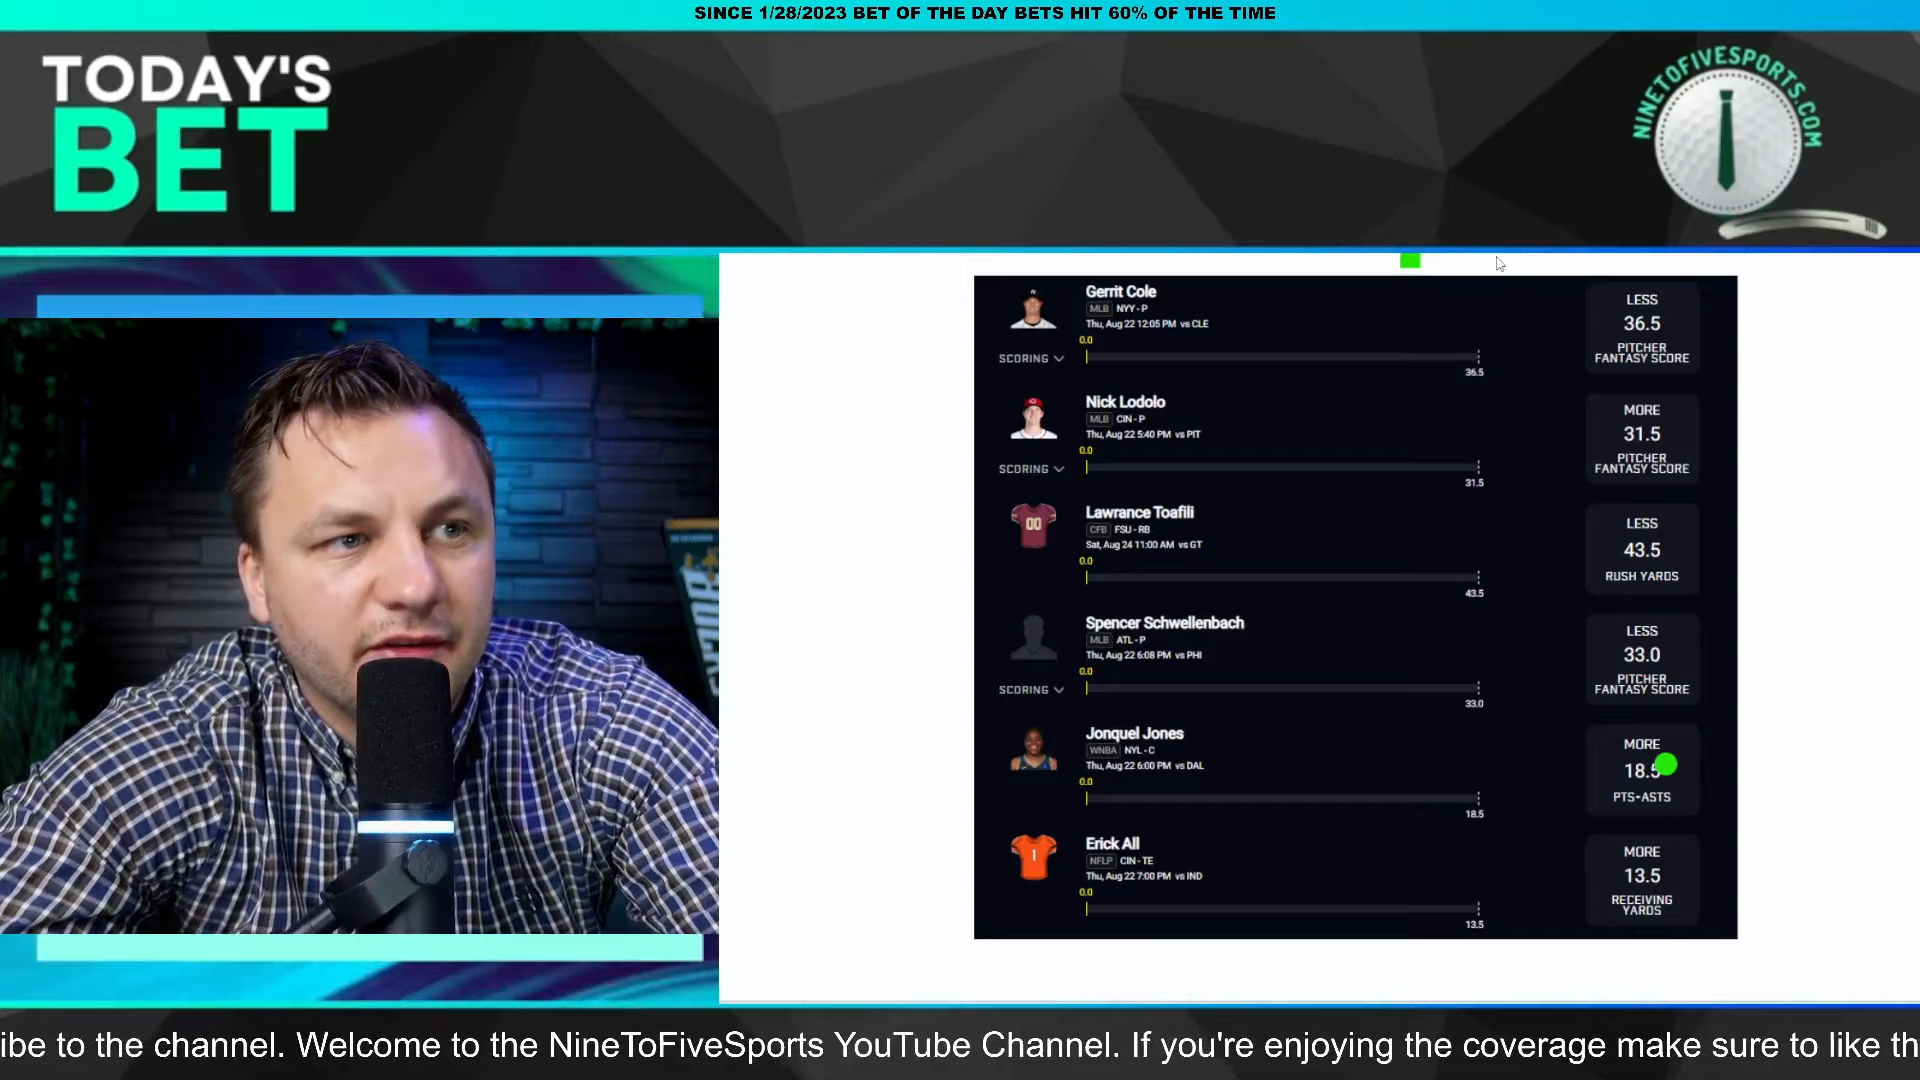 SINCE 1/28/2023 BET OF THE DAY BETS HIT 60% OF THE TIME
TODAY'S
BET
NINETOFIVESPORTS.COM
Gerrit Cole
MLB NYY - P
Thu, Aug 22 12:05 PM vs CLE
0.0
SCORING
36.5
LESS
36.5
PITCHER
FANTASY SCORE
Nick Lodolo
MLB CIN - P
Thu, Aug 22 5:40 PM vs PIT
0.0
SCORING
31.5
MORE
31.5
PITCHER
FANTASY SCORE
00
Lawrance Toafili
CFB FSU - RB
Sat, Aug 24 11:00 AM vs GT
0.0
43.5
LESS
43.5
RUSH YARDS
Spencer Schwellenbach
MLB ATL - P
Thu, Aug 22 6:08 PM vs PHI
0.0
SCORING
33.0
LESS
33.0
PITCHER
FANTASY SCORE
Jonquel Jones
WNBA NYL - C
Thu, Aug 22 6:00 PM vs DAL
0.0
18.5
MORE
18.5
PTS+ASTS
1
Erick All
NFLP CIN - TE
Thu, Aug 22 7:00 PM vs IND
0.0
13.5
MORE
13.5
RECEIVING
YARDS
ibe to the channel. Welcome to the NineToFiveSports YouTube Channel. If you're enjoying the coverage make sure to like th